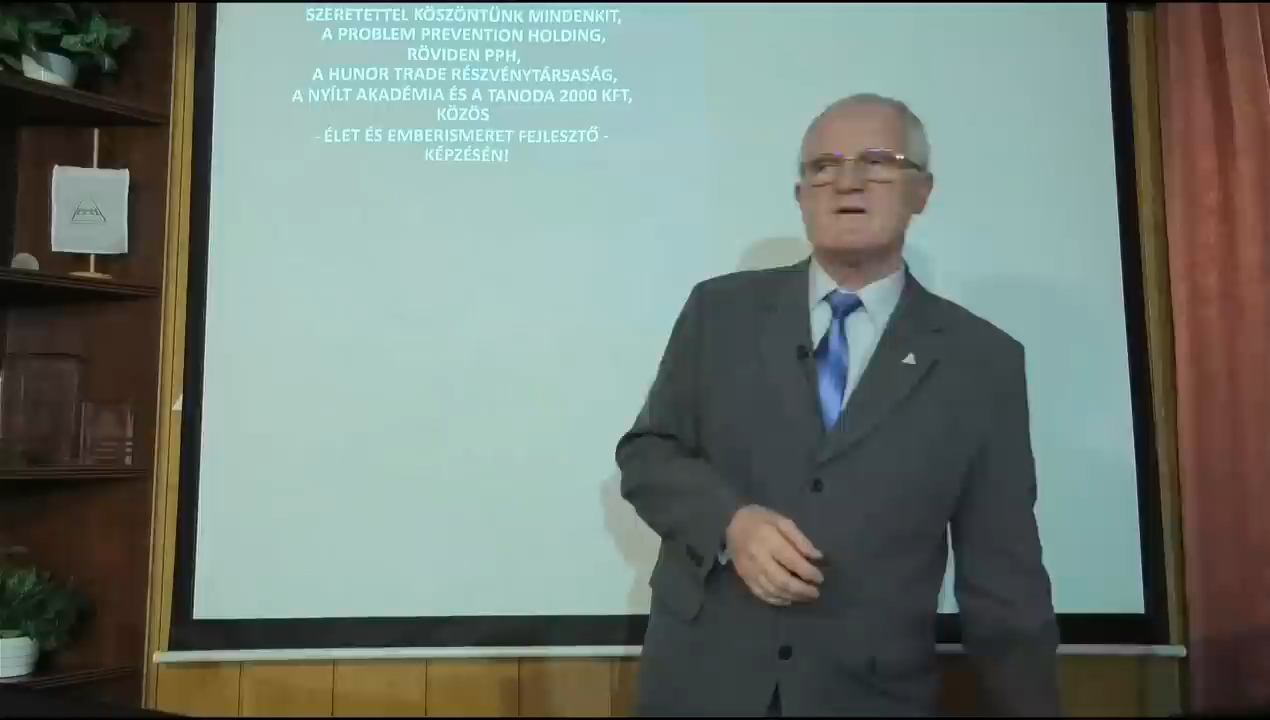 SZERETETTEL KÖSZÖNTÜNK MINDENKIT,
A PROBLEM PREVENTION HOLDING,
RÖVIDEN PPH,
A HUNOR TRADE RÉSZVÉNYTÁRSASÁG,
A NYÍLT AKADÉMIA ÉS A TANODA 2000 KFT,
KÖZÖS
- ÉLET ÉS EMBERISMERET FEJLESZTŐ -
KÉPZÉSÉN!